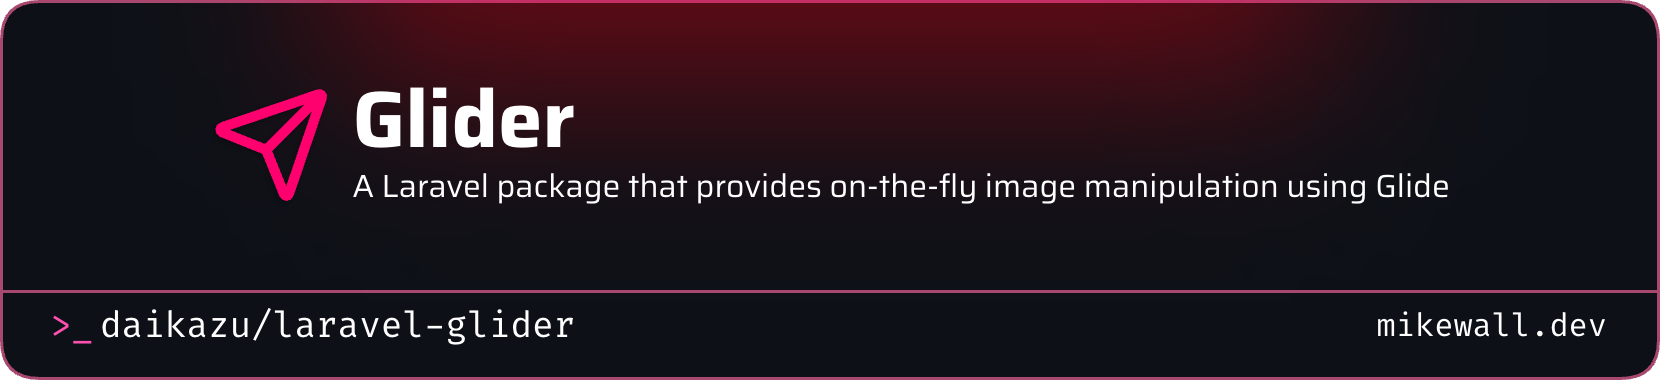 Glider
A Laravel package that provides on-the-fly image manipulation using Glide
>_ daikazu/laravel-glider
mikewall.dev